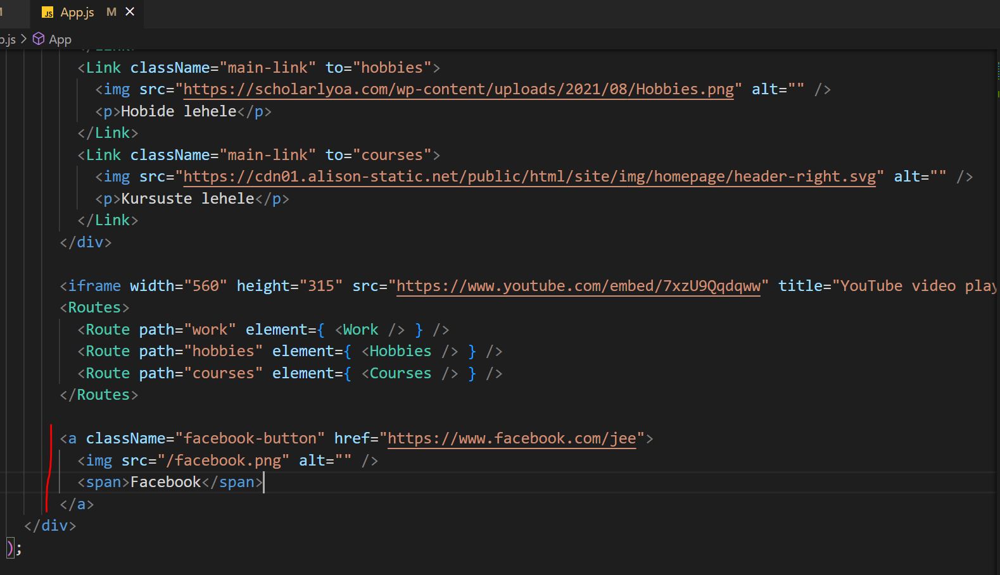 M
JS App.js M ×
p.js > App
</Link>
<Link className="main-link" to="hobbies">
<img src="https://scholarlyoa.com/wp-content/uploads/2021/08/Hobbies.png" alt="" />
<p>Hobide lehele</p>
</Link>
<Link className="main-link" to="courses">
<img src="https://cdn01.alison-static.net/public/html/site/img/homepage/header-right.svg" alt="" />
<p>Kursuste lehele</p>
</Link>
</div>
<iframe width="560" height="315" src="https://www.youtube.com/embed/7xzU9Qqdqww" title="YouTube video play
<Routes>
<Route path="work" element={ <Work /> } />
<Route path="hobbies" element={ <Hobbies /> } />
<Route path="courses" element={ <Courses /> } />
</Routes>
<a className="facebook-button" href="https://www.facebook.com/jee">
<img src="/facebook.png" alt="" />
<span>Facebook</span>
</a>
</div>
);